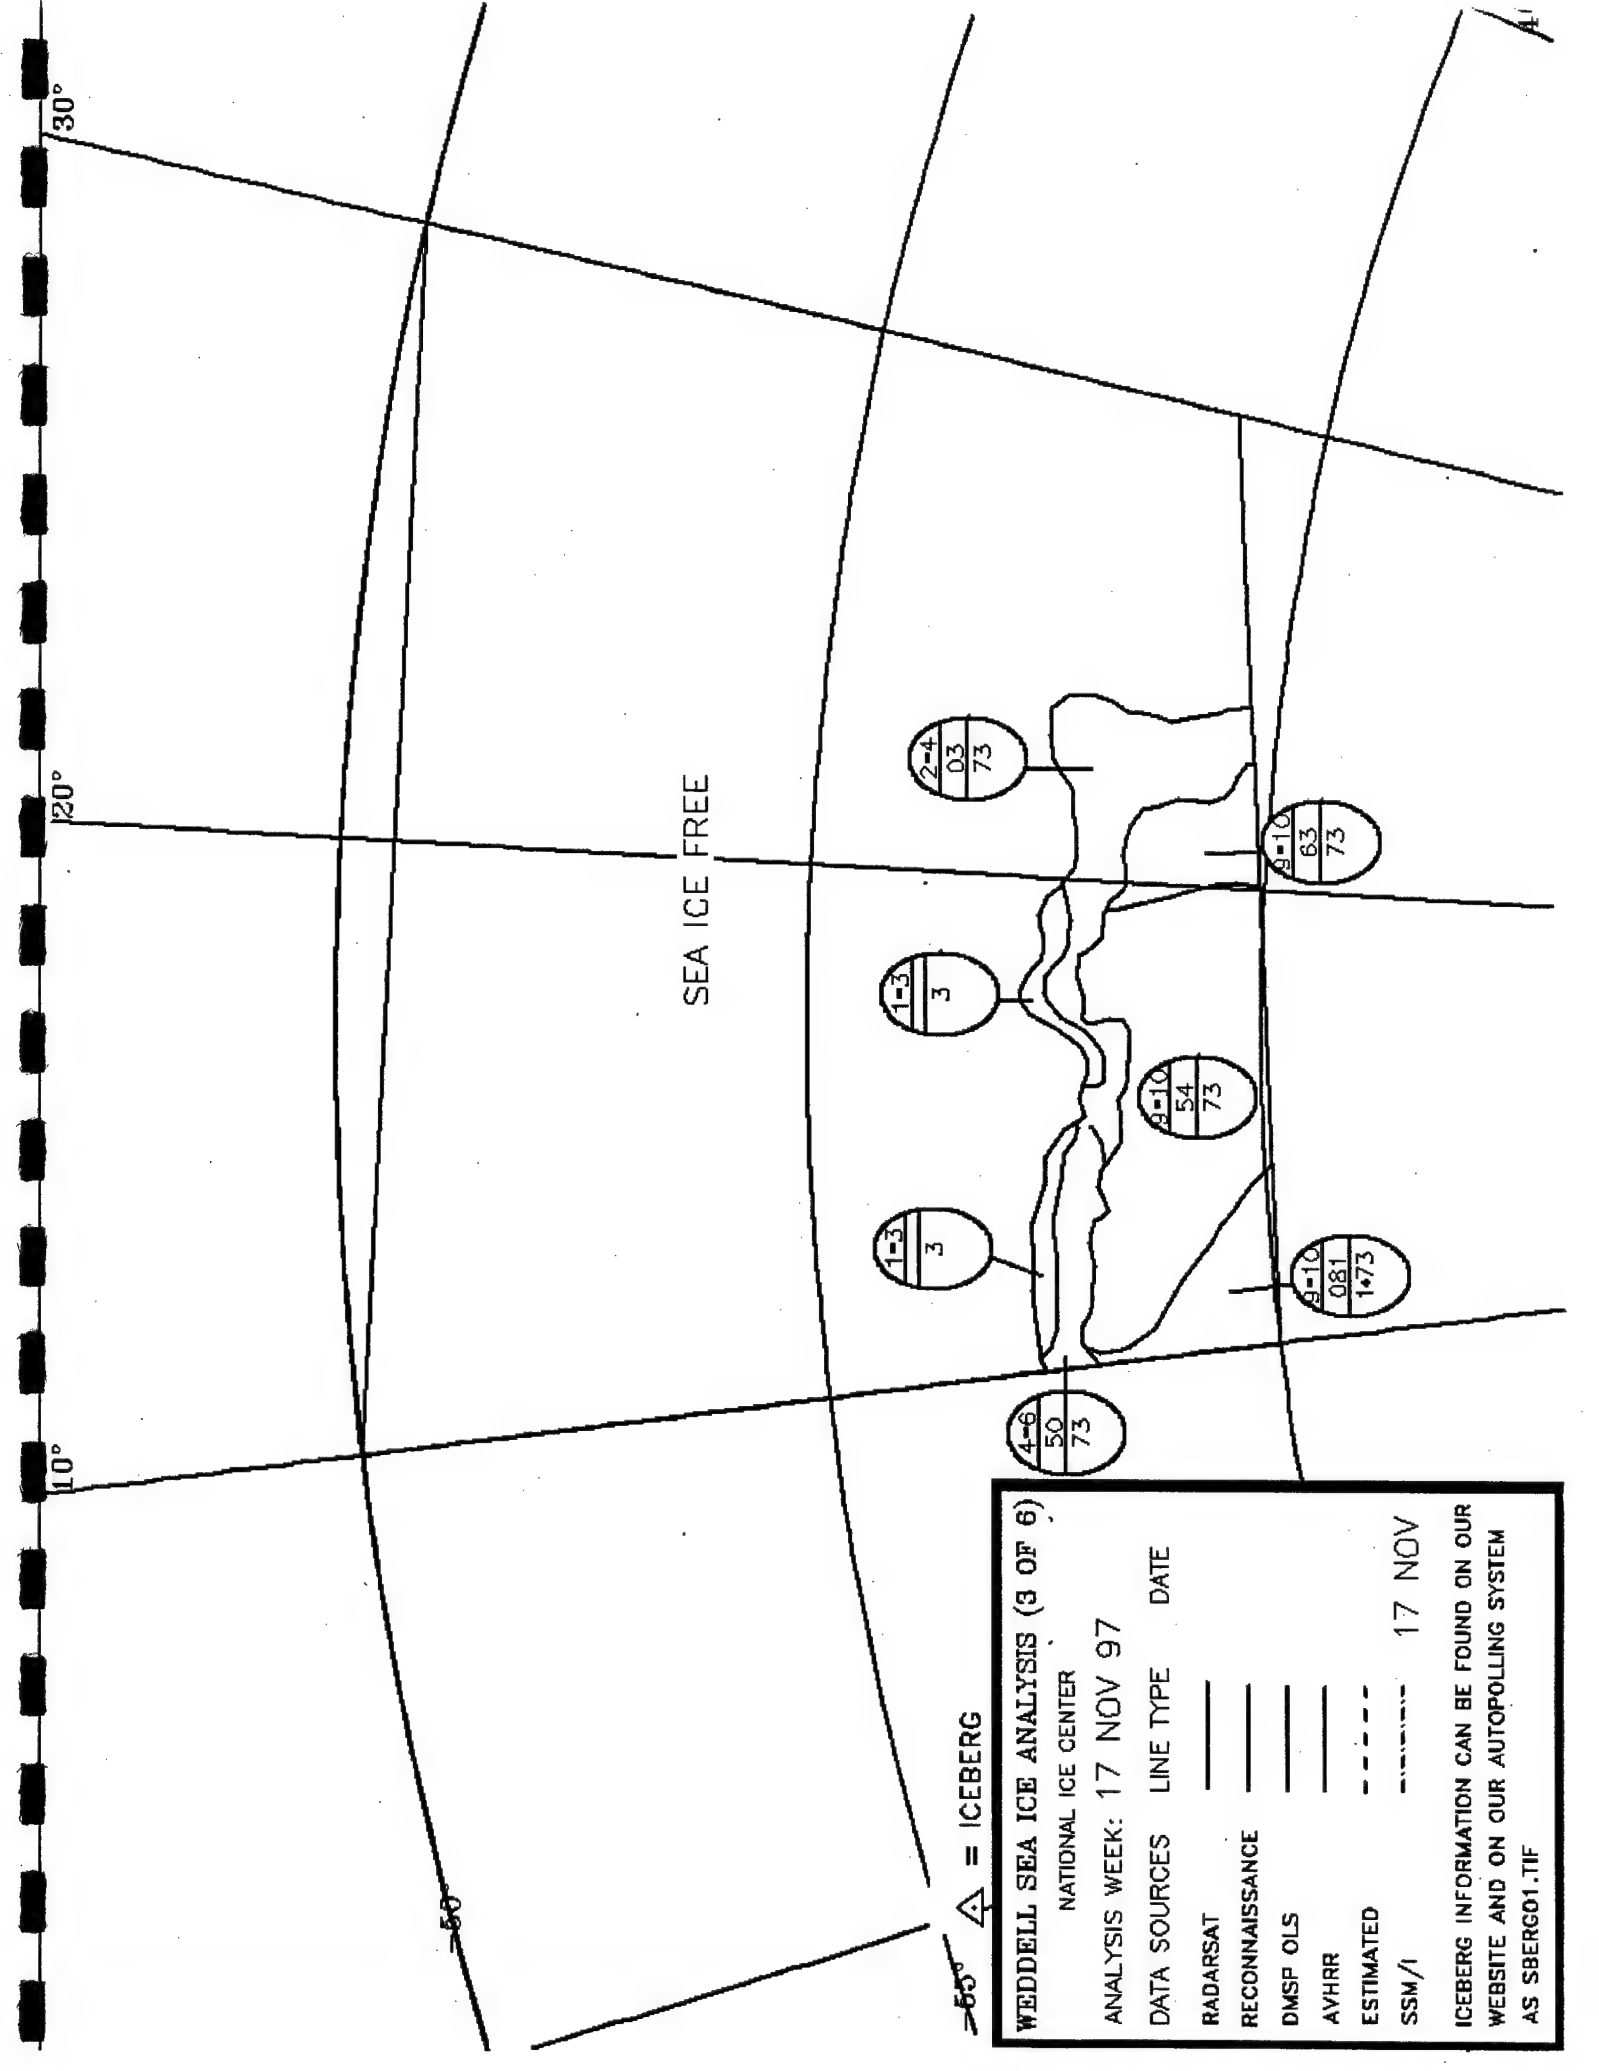 10°
20°
30°
-50°
SEA ICE FREE
1-3
3
1-3
3
2-4
03
73
4-6
50
73
9-10
54
73
9-10
081
1•73
9-10
63
73
-55°
= ICEBERG
WEDDELL SEA ICE ANALYSIS (3 OF 6)
NATIONAL ICE CENTER
ANALYSIS WEEK: 17 NOV 97
DATA SOURCES LINE TYPE DATE
RADARSAT
RECONNAISSANCE
DMSP OLS
AVHRR
ESTIMATED
SSM/I 17 NOV
ICEBERG INFORMATION CAN BE FOUND ON OUR
WEBSITE AND ON OUR AUTOPOLLING SYSTEM
AS SBERG01.TIF